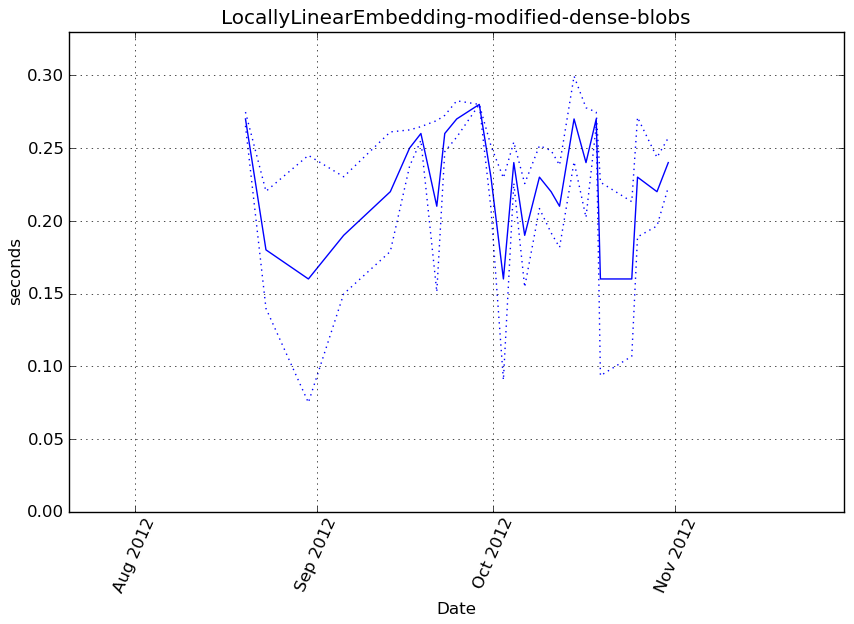 LocallyLinearEmbedding-modified-dense-blobs
0.30
0.25
0.20
0.15
0.10
0.05
0.00
seconds
Aug 2012
Sep 2012
Oct 2012
Nov 2012
Date